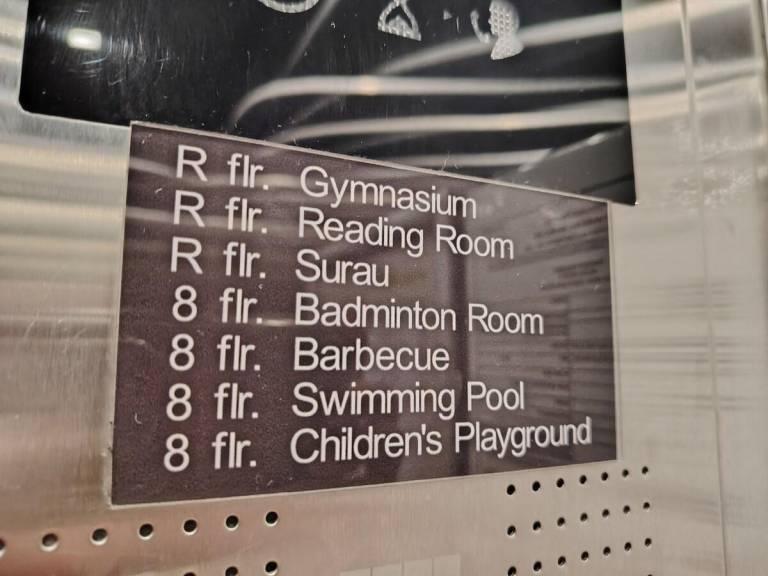 R flr. Gymnasium
R flr. Reading Room
R flr. Surau
8 flr. Badminton Room
8 flr. Barbecue
8 flr. Swimming Pool
8 flr. Children's Playground